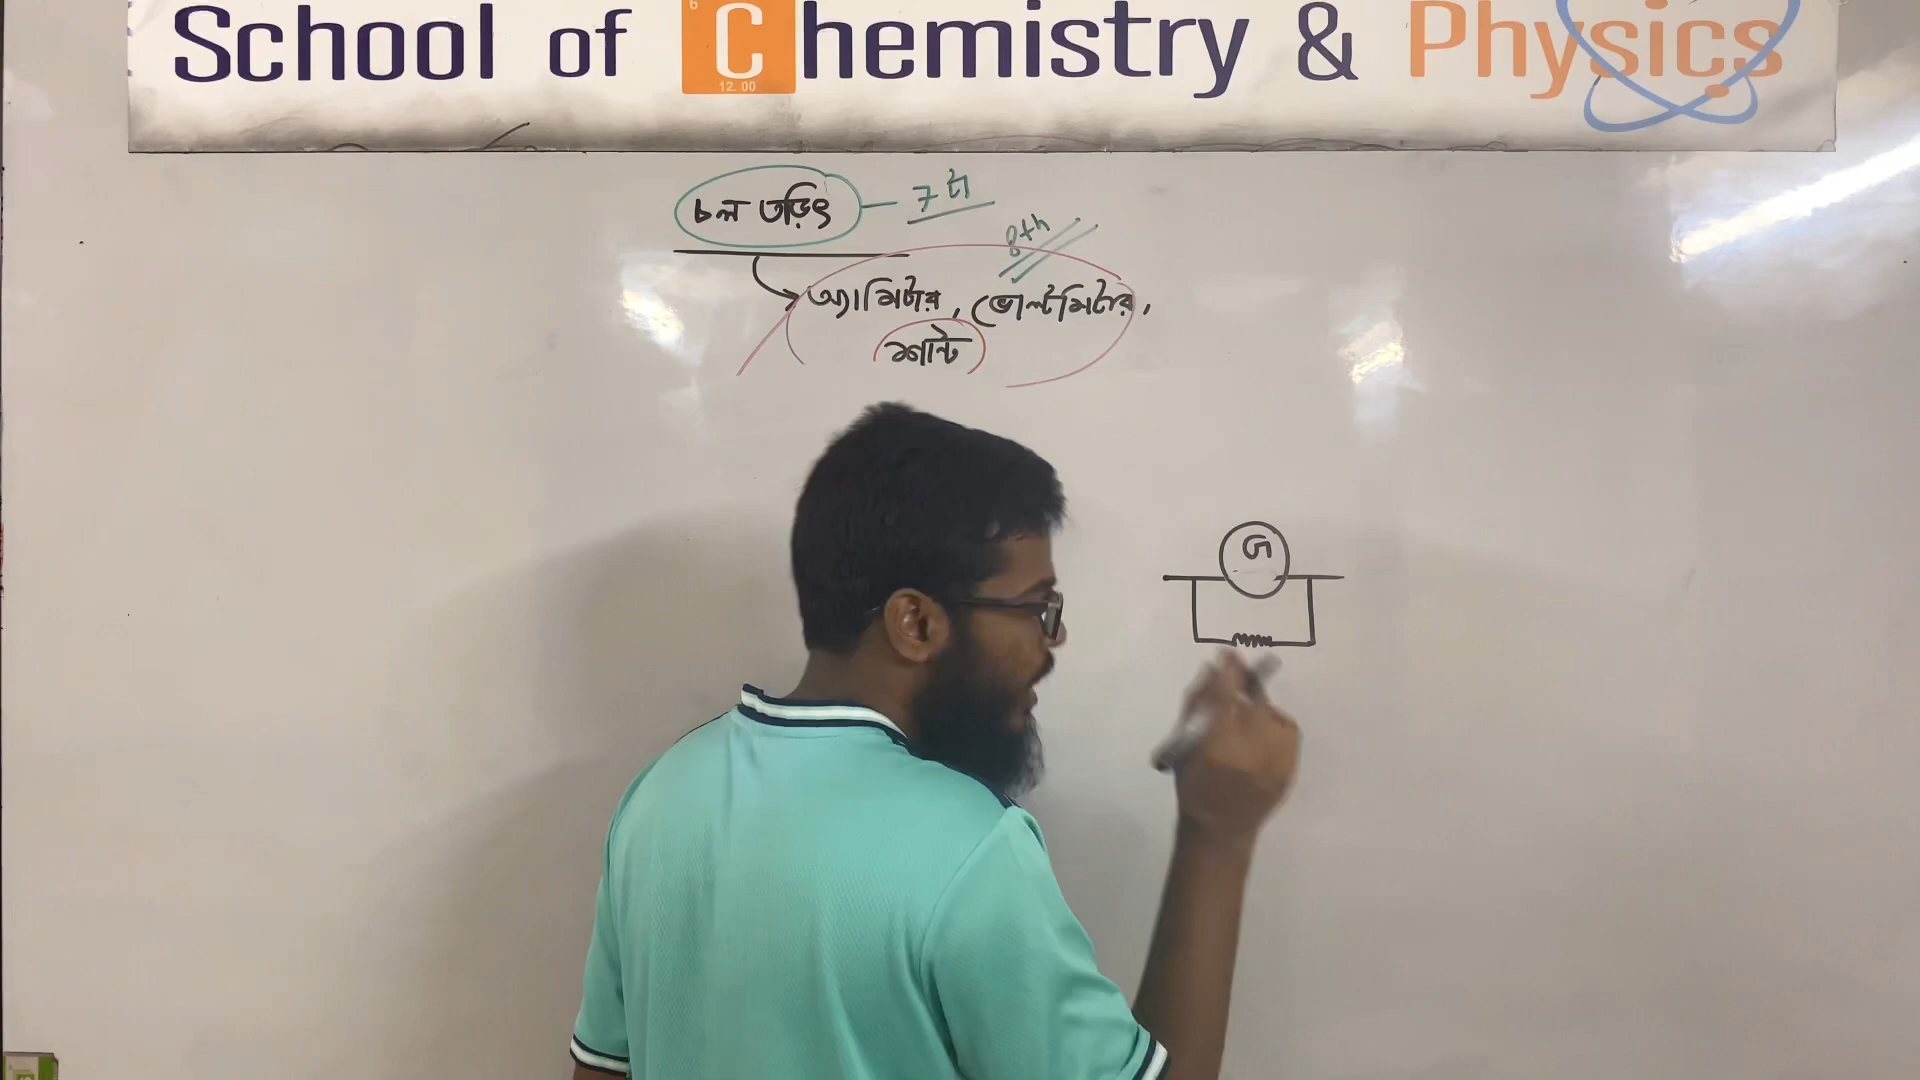 School of Chemistry & Physics
6
12.00
চল তড়িৎ - 7 টা
8th
অ্যামিটার, ভোল্টমিটার,
শান্ট
G